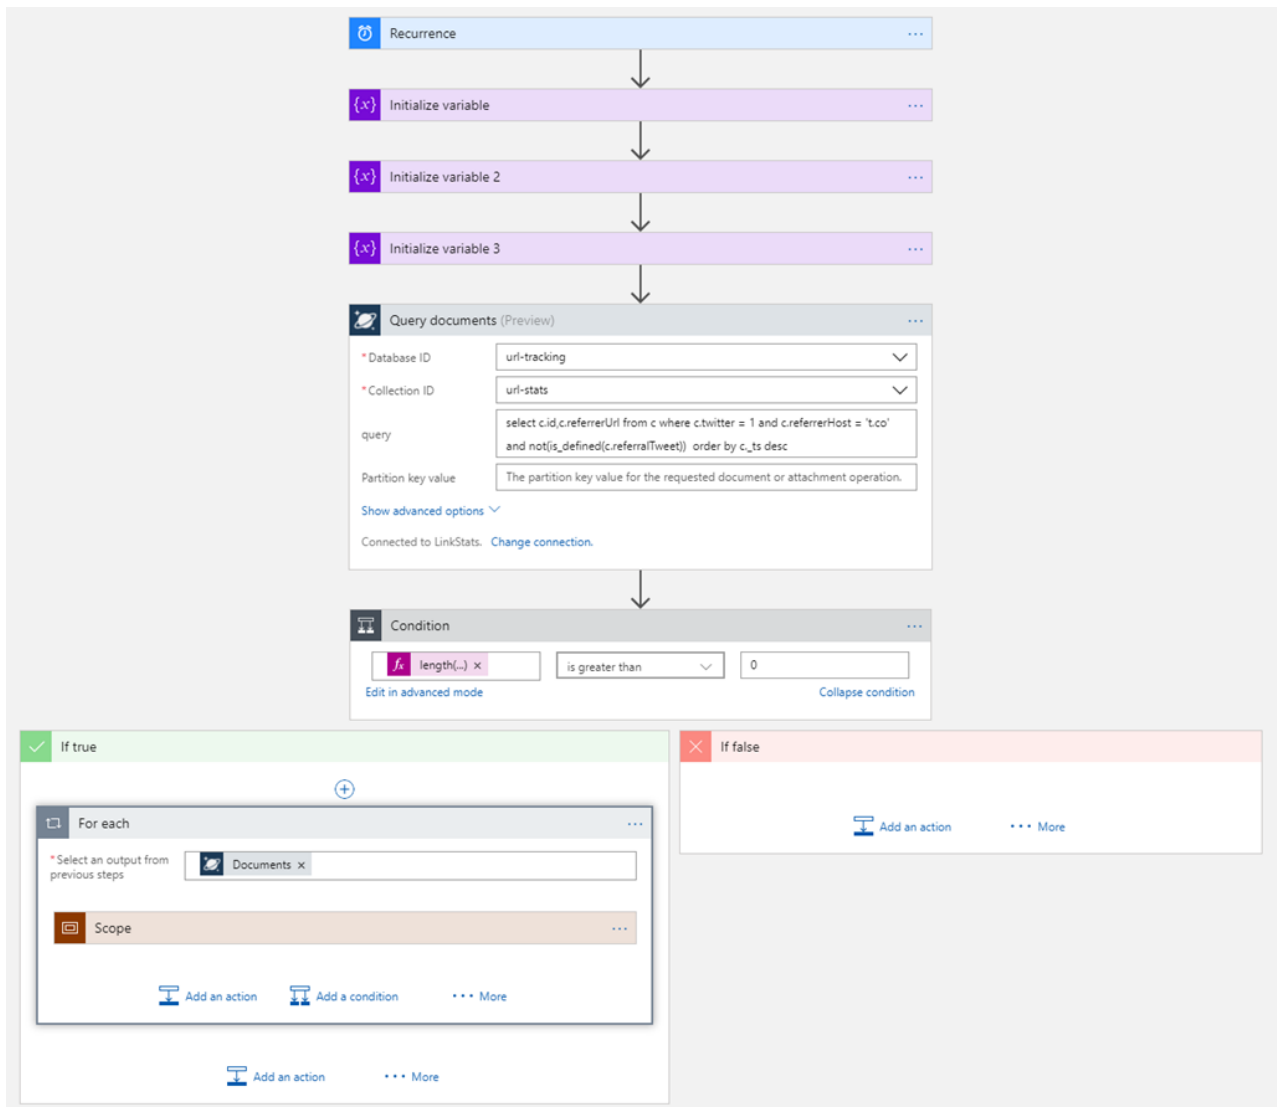 Recurrence ...
{x} Initialize variable ...
{x} Initialize variable 2 ...
{x} Initialize variable 3 ...
Query documents (Preview) ...
* Database ID url-tracking
* Collection ID url-stats
query
select c.id,c.referrerUrl from c where c.twitter = 1 and c.referrerHost = 't.co'
and not(is_defined(c.referralTweet)) order by c._ts desc
Partition key value The partition key value for the requested document or attachment operation.
Show advanced options
Connected to LinkStats. Change connection.
Condition ...
fx length(...) × is greater than 0
Edit in advanced mode Collapse condition
If true
If false
For each ...
* Select an output from
previous steps
Documents ×
Scope ...
Add an action Add a condition ... More
Add an action ... More
Add an action ... More